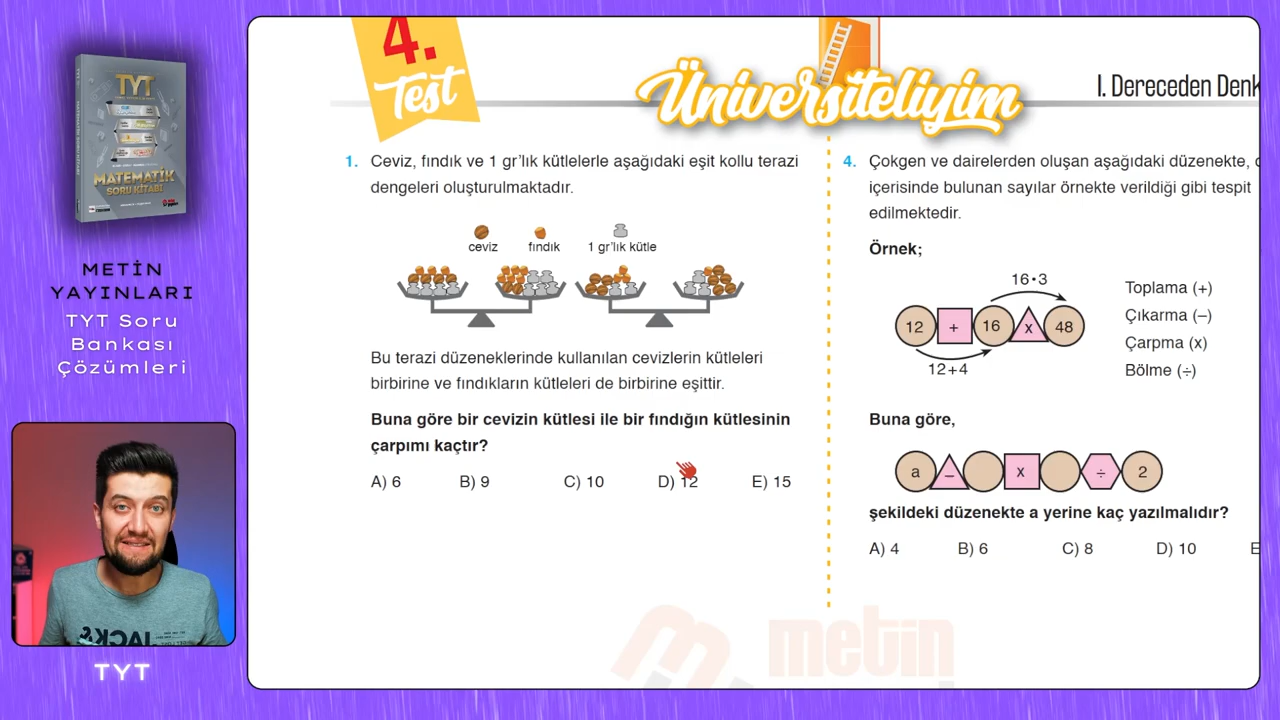 TYT
MATEMATİK
SORU KİTABI
METİN
YAYINLARI
TYT Soru
Bankası
Çözümleri
TYT
4.
Test
Üniversiteliyim
I. Dereceden Denk
1. Ceviz, fındık ve 1 gr'lık kütlelerle aşağıdaki eşit kollu terazi
dengeleri oluşturulmaktadır.
ceviz fındık 1 gr'lık kütle
Bu terazi düzeneklerinde kullanılan cevizlerin kütleleri
birbirine ve fındıkların kütleleri de birbirine eşittir.
Buna göre bir cevizin kütlesi ile bir fındığın kütlesinin
çarpımı kaçtır?
A) 6 B) 9 C) 10 D) 12 E) 15
4. Çokgen ve dairelerden oluşan aşağıdaki düzenekte, ç
içerisinde bulunan sayılar örnekte verildiği gibi tespit
edilmektedir.
Örnek;
16•3
12 + 16 x 48
12+4
Toplama (+)
Çıkarma (–)
Çarpma (x)
Bölme (÷)
Buna göre,
a – x ÷ 2
şekildeki düzenekte a yerine kaç yazılmalıdır?
A) 4 B) 6 C) 8 D) 10 E
metin